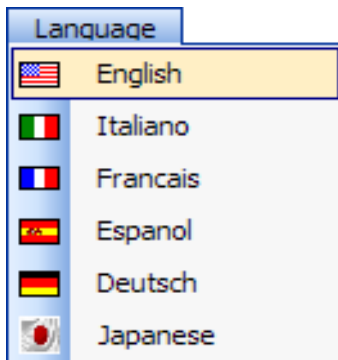 Language
English
Italiano
Francais
Espanol
Deutsch
Japanese